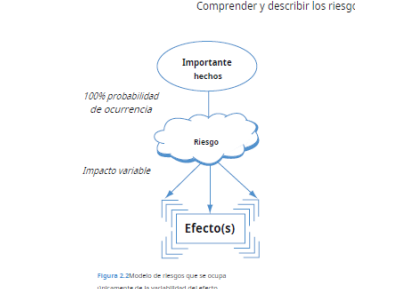 Comprender y describir los riesgo
Importante
hechos
100% probabilidad
de ocurrencia
Riesgo
Impacto variable
Efecto(s)
Figura 2.2Modelo de riesgos que se ocupa
únicamente de la variabilidad del efecto